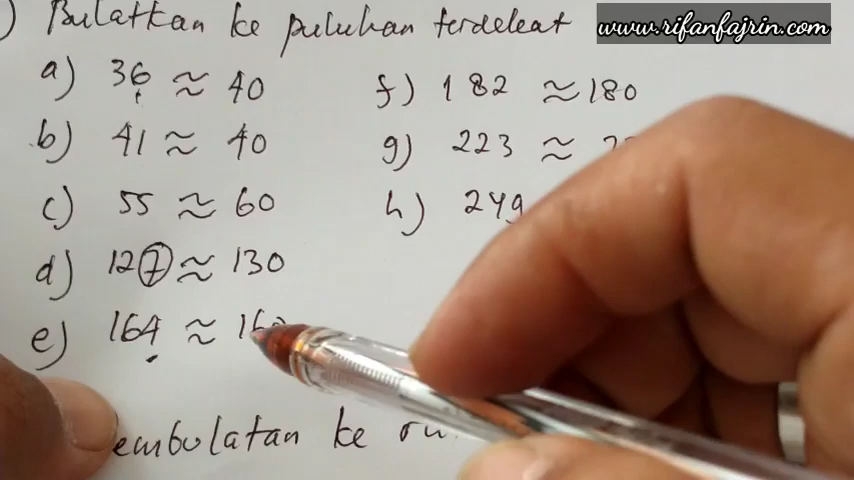 ) Bulatkan ke puluhan terdekat
www.rifanfajrin.com
a) 36 ≈ 40
b) 41 ≈ 40
c) 55 ≈ 60
d) 127 ≈ 130
e) 164 ≈ 160
f) 182 ≈ 180
g) 223 ≈
h) 249
embulatan ke